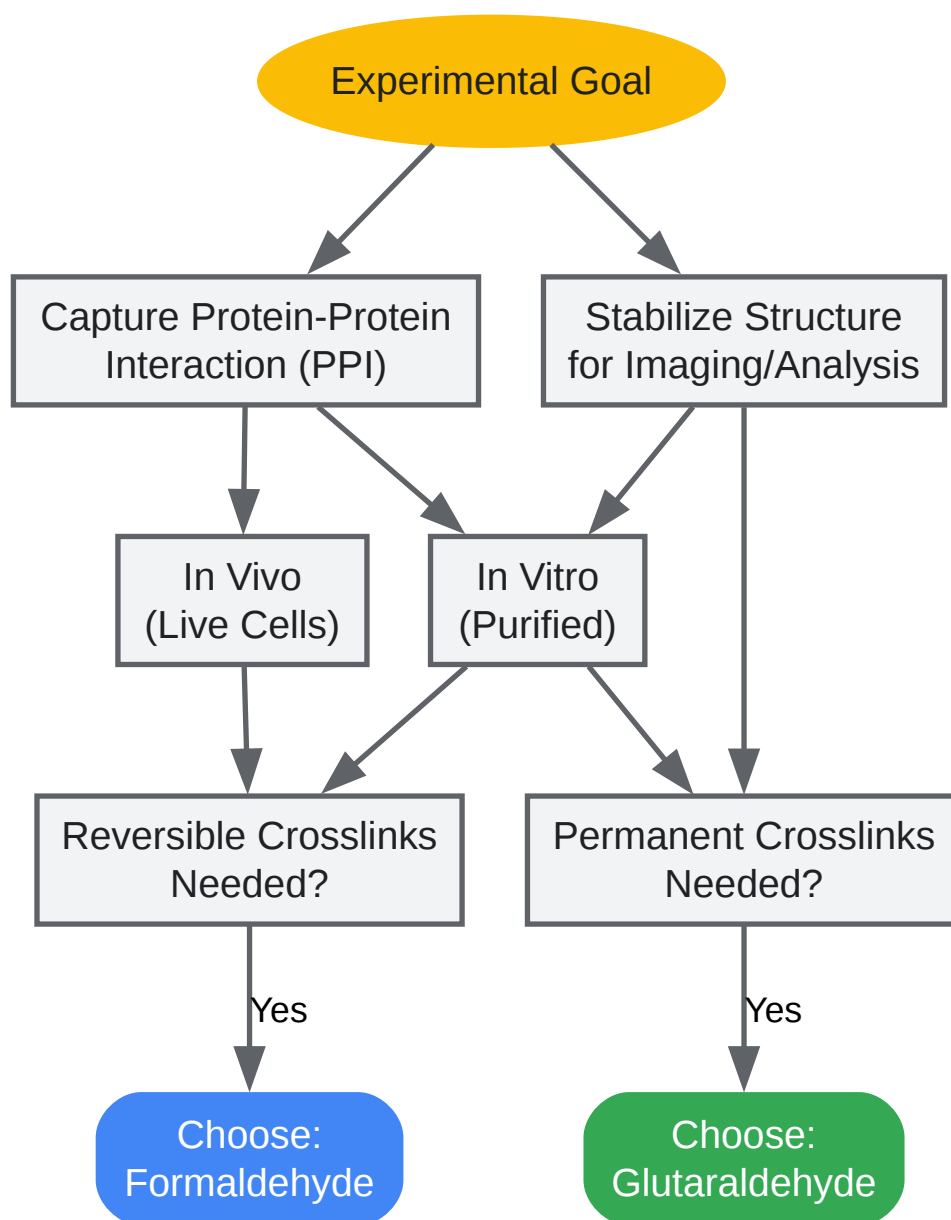 Experimental Goal
Capture Protein-Protein
Interaction (PPI)
Stabilize Structure
for Imaging/Analysis
In Vivo
(Live Cells)
In Vitro
(Purified)
Reversible Crosslinks
Needed?
Permanent Crosslinks
Needed?
Yes
Yes
Choose:
Formaldehyde
Choose:
Glutaraldehyde